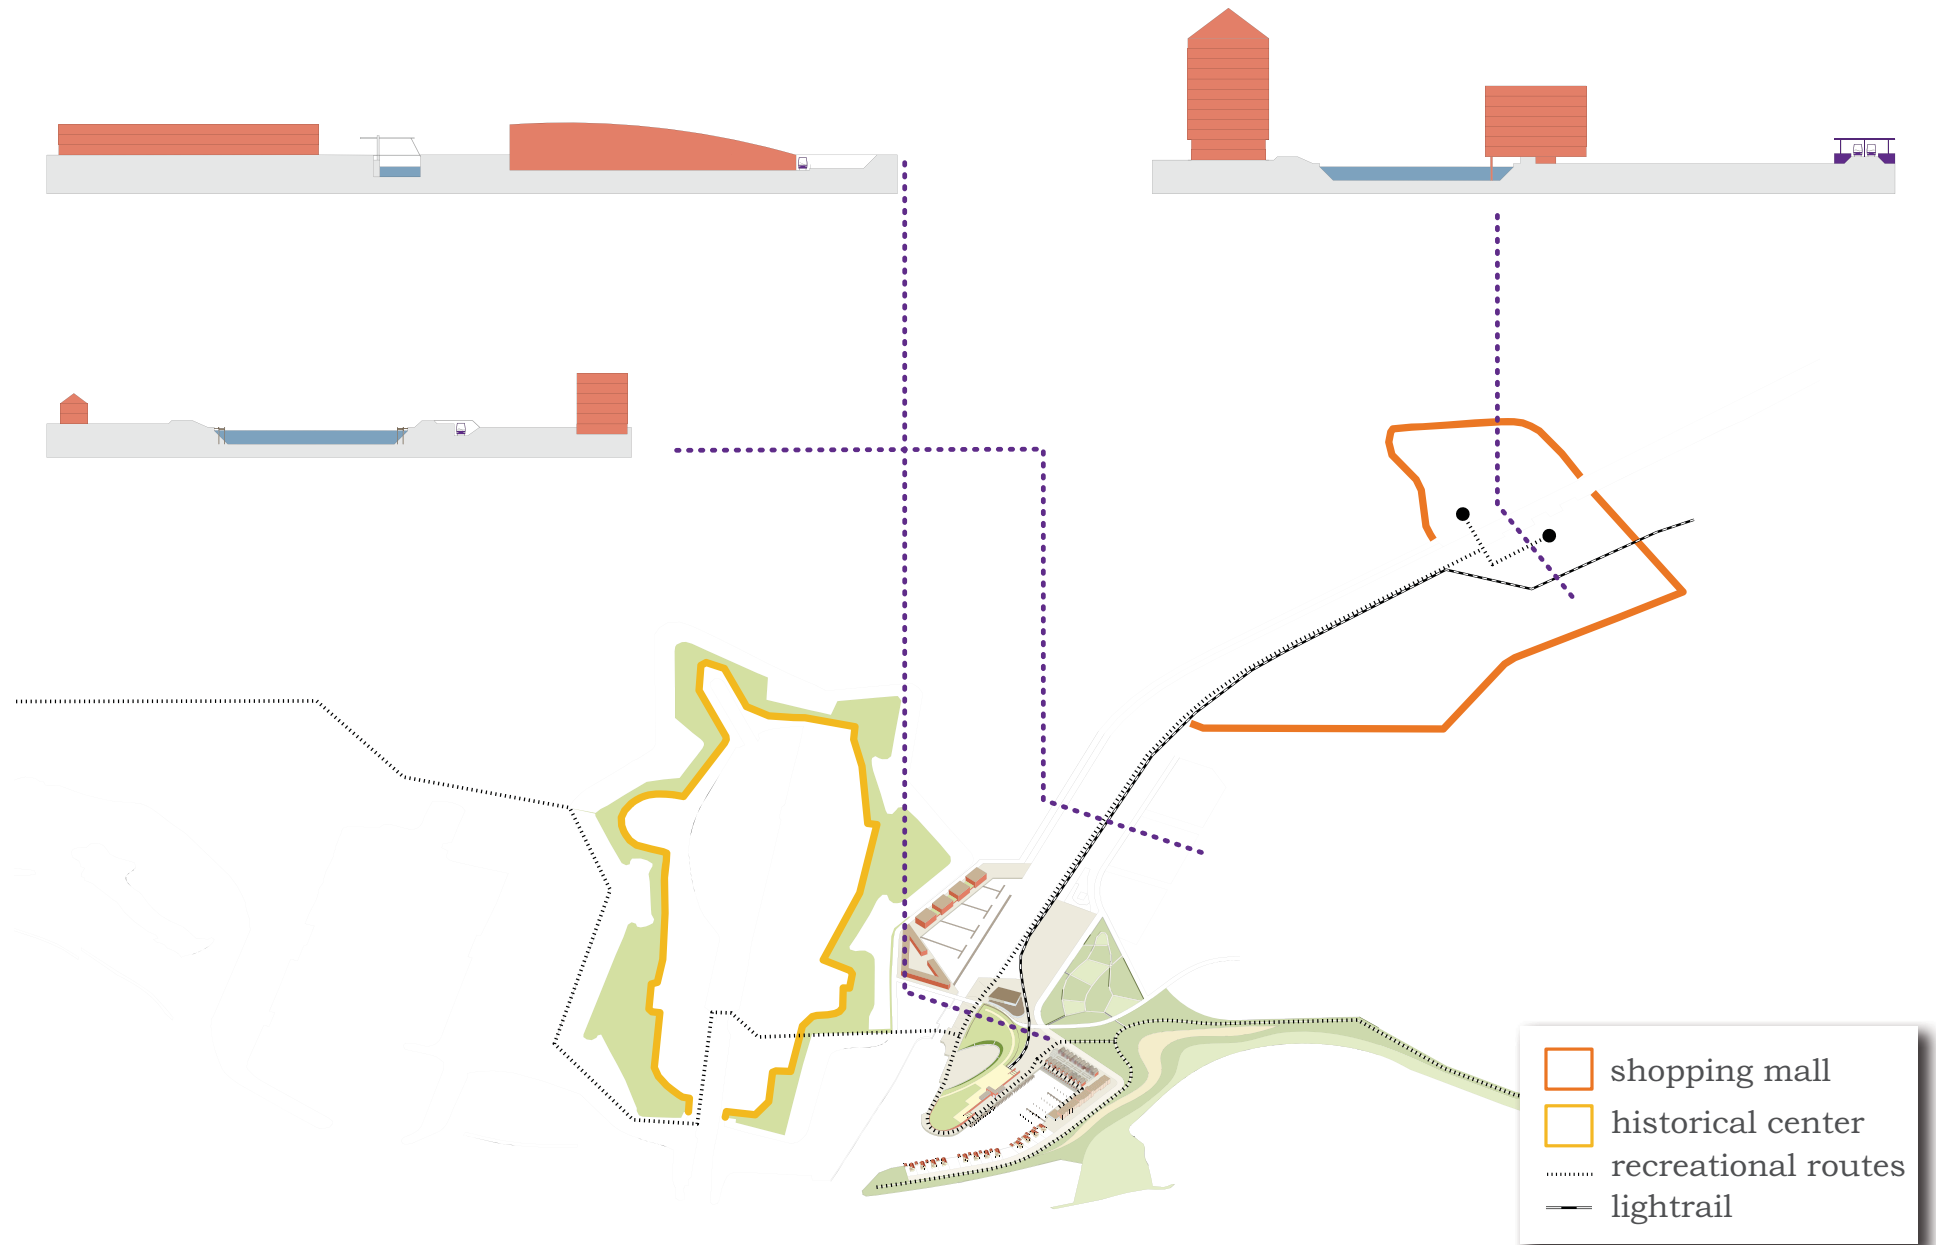 shopping mall
historical center
recreational routes
lightrail